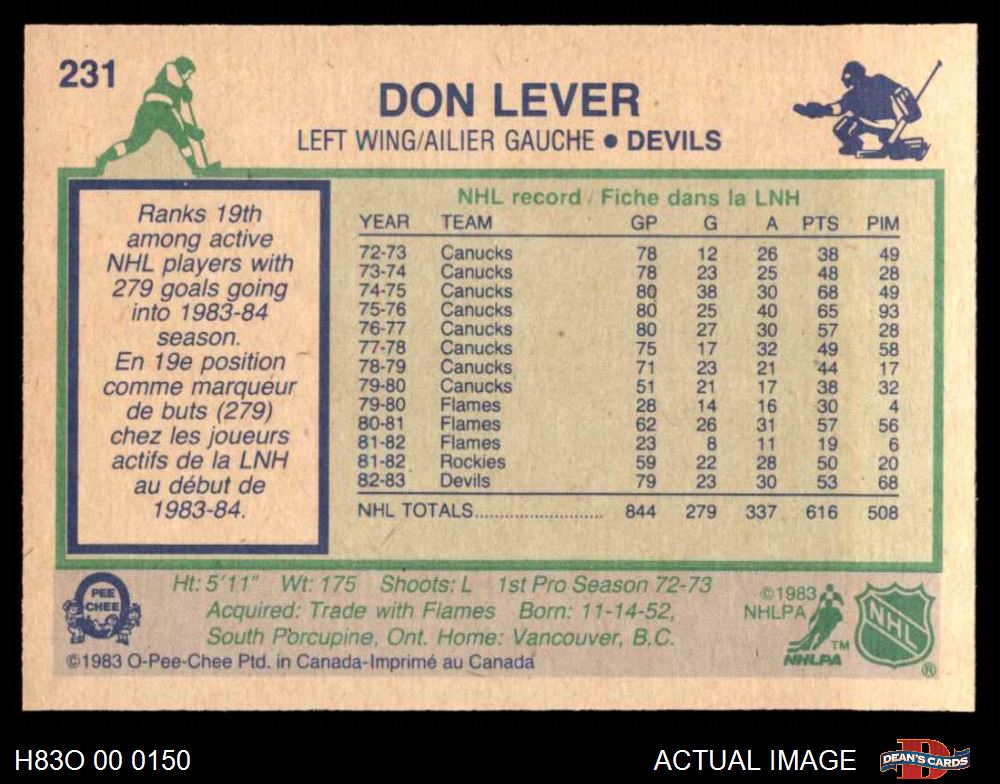 231
DON LEVER
LEFT WING/AILIER GAUCHE • DEVILS
Ranks 19th
among active
NHL players with
279 goals going
into 1983-84
season.
En 19e position
comme marqueur
de buts (279)
chez les joueurs
actifs de la LNH
au début de
1983-84.
NHL record / Fiche dans la LNH
YEAR TEAM GP G A PTS PIM
72-73 Canucks 78 12 26 38 49
73-74 Canucks 78 23 25 48 28
74-75 Canucks 80 38 30 68 49
75-76 Canucks 80 25 40 65 93
76-77 Canucks 80 27 30 57 28
77-78 Canucks 75 17 32 49 58
78-79 Canucks 71 23 21 44 17
79-80 Canucks 51 21 17 38 32
79-80 Flames 28 14 16 30 4
80-81 Flames 62 26 31 57 56
81-82 Flames 23 8 11 19 6
81-82 Rockies 59 22 28 50 20
82-83 Devils 79 23 30 53 68
NHL TOTALS........................ 844 279 337 616 508
O
PEE
CHEE
Ht: 5'11" Wt: 175 Shoots: L 1st Pro Season 72-73
Acquired: Trade with Flames Born: 11-14-52,
South Porcupine, Ont. Home: Vancouver, B.C.
©1983 O-Pee-Chee Ptd. in Canada-Imprimé au Canada
©1983
NHLPA
TM
NHLPA
NHL
®
H83O 00 0150
ACTUAL IMAGE
D
DEAN'S CARDS